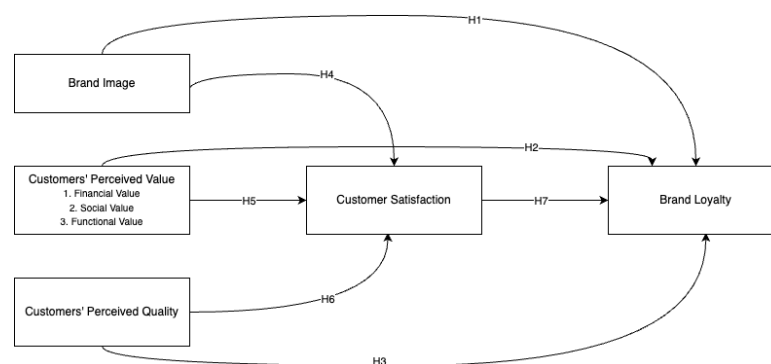 H1
Brand Image
H4
H2
Customers' Perceived Value
1. Financial Value
2. Social Value
3. Functional Value
H5
Customer Satisfaction
H7
Brand Loyalty
Customers' Perceived Quality
H6
H3